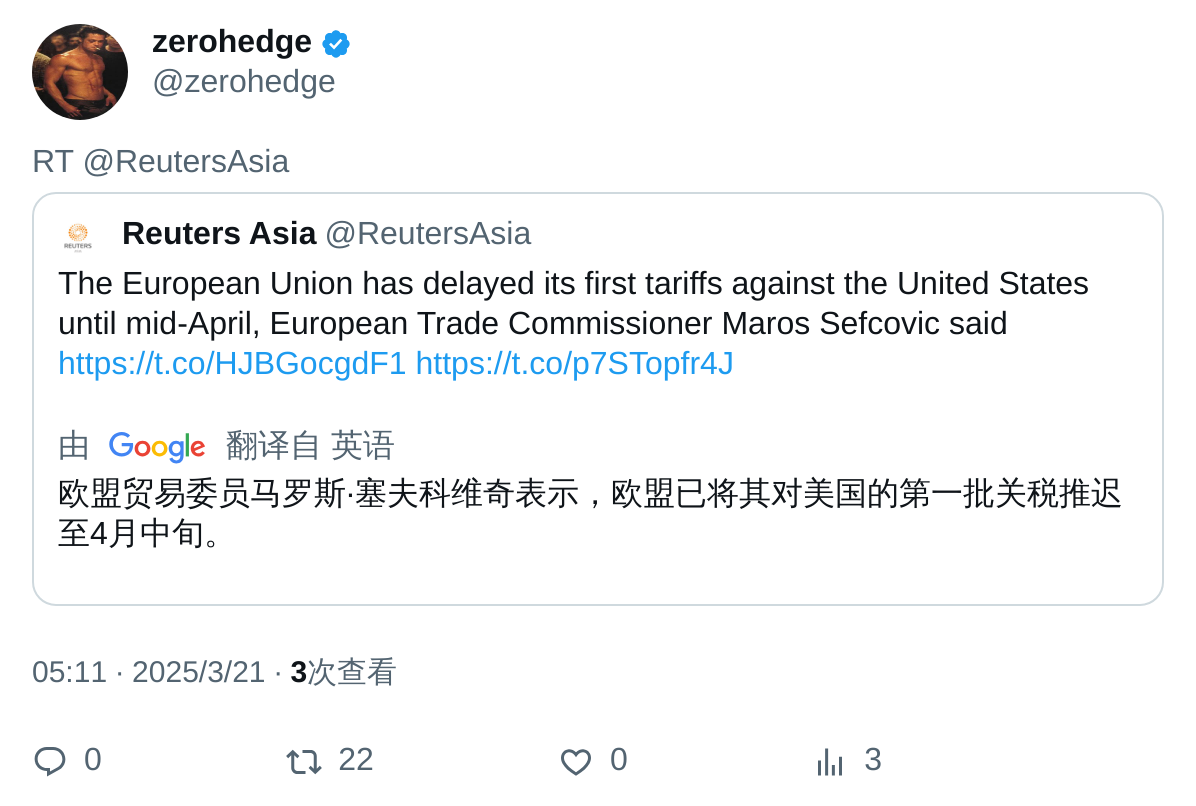 zerohedge
@zerohedge
RT @ReutersAsia
REUTERS
Reuters Asia @ReutersAsia
The European Union has delayed its first tariffs against the United States
until mid-April, European Trade Commissioner Maros Sefcovic said
https://t.co/HJBGocgdF1 https://t.co/p7STopfr4J
由 Google 翻译自 英语
欧盟贸易委员马罗斯·塞夫科维奇表示，欧盟已将其对美国的第一批关税推迟
至4月中旬。
05:11 · 2025/3/21 · 3次查看
0 22 0 3